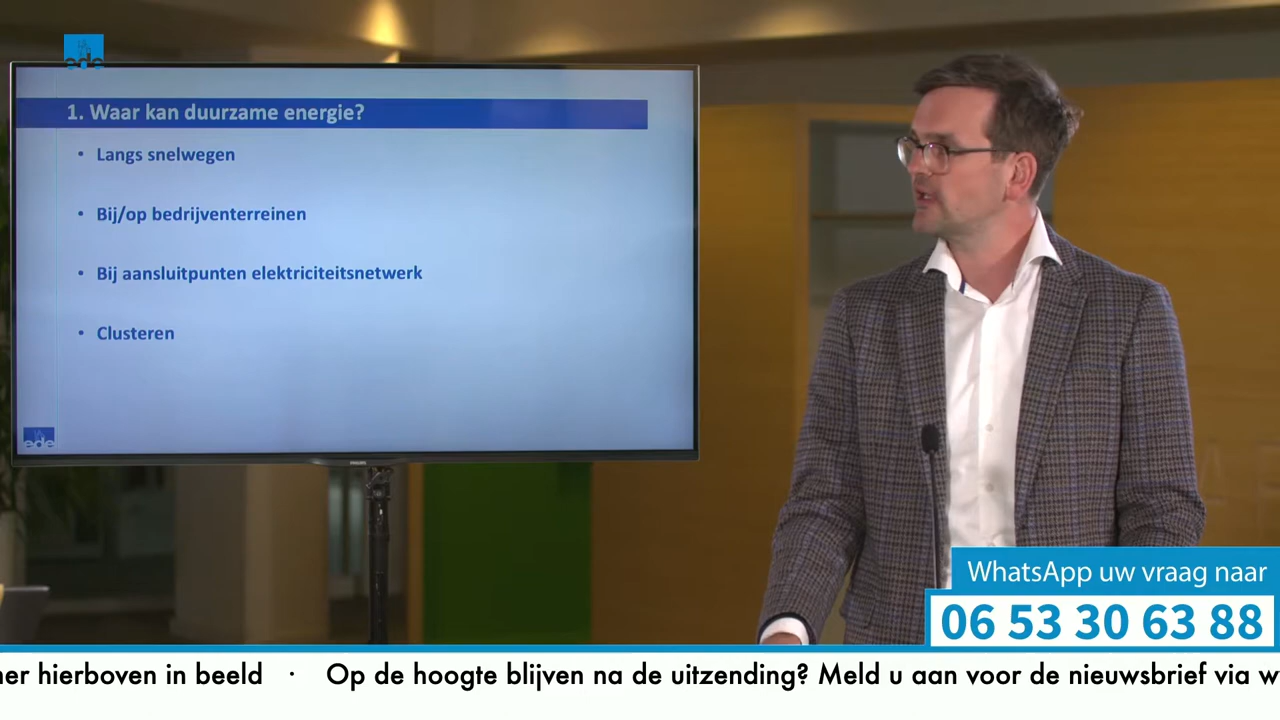 ede
1. Waar kan duurzame energie?
• Langs snelwegen
• Bij/op bedrijventerreinen
• Bij aansluitpunten elektriciteitsnetwerk
• Clusteren
ede
PHILIPS
WhatsApp uw vraag naar
06 53 30 63 88
hierboven in beeld · Op de hoogte blijven na de uitzending? Meld u aan voor de nieuwsbrief via